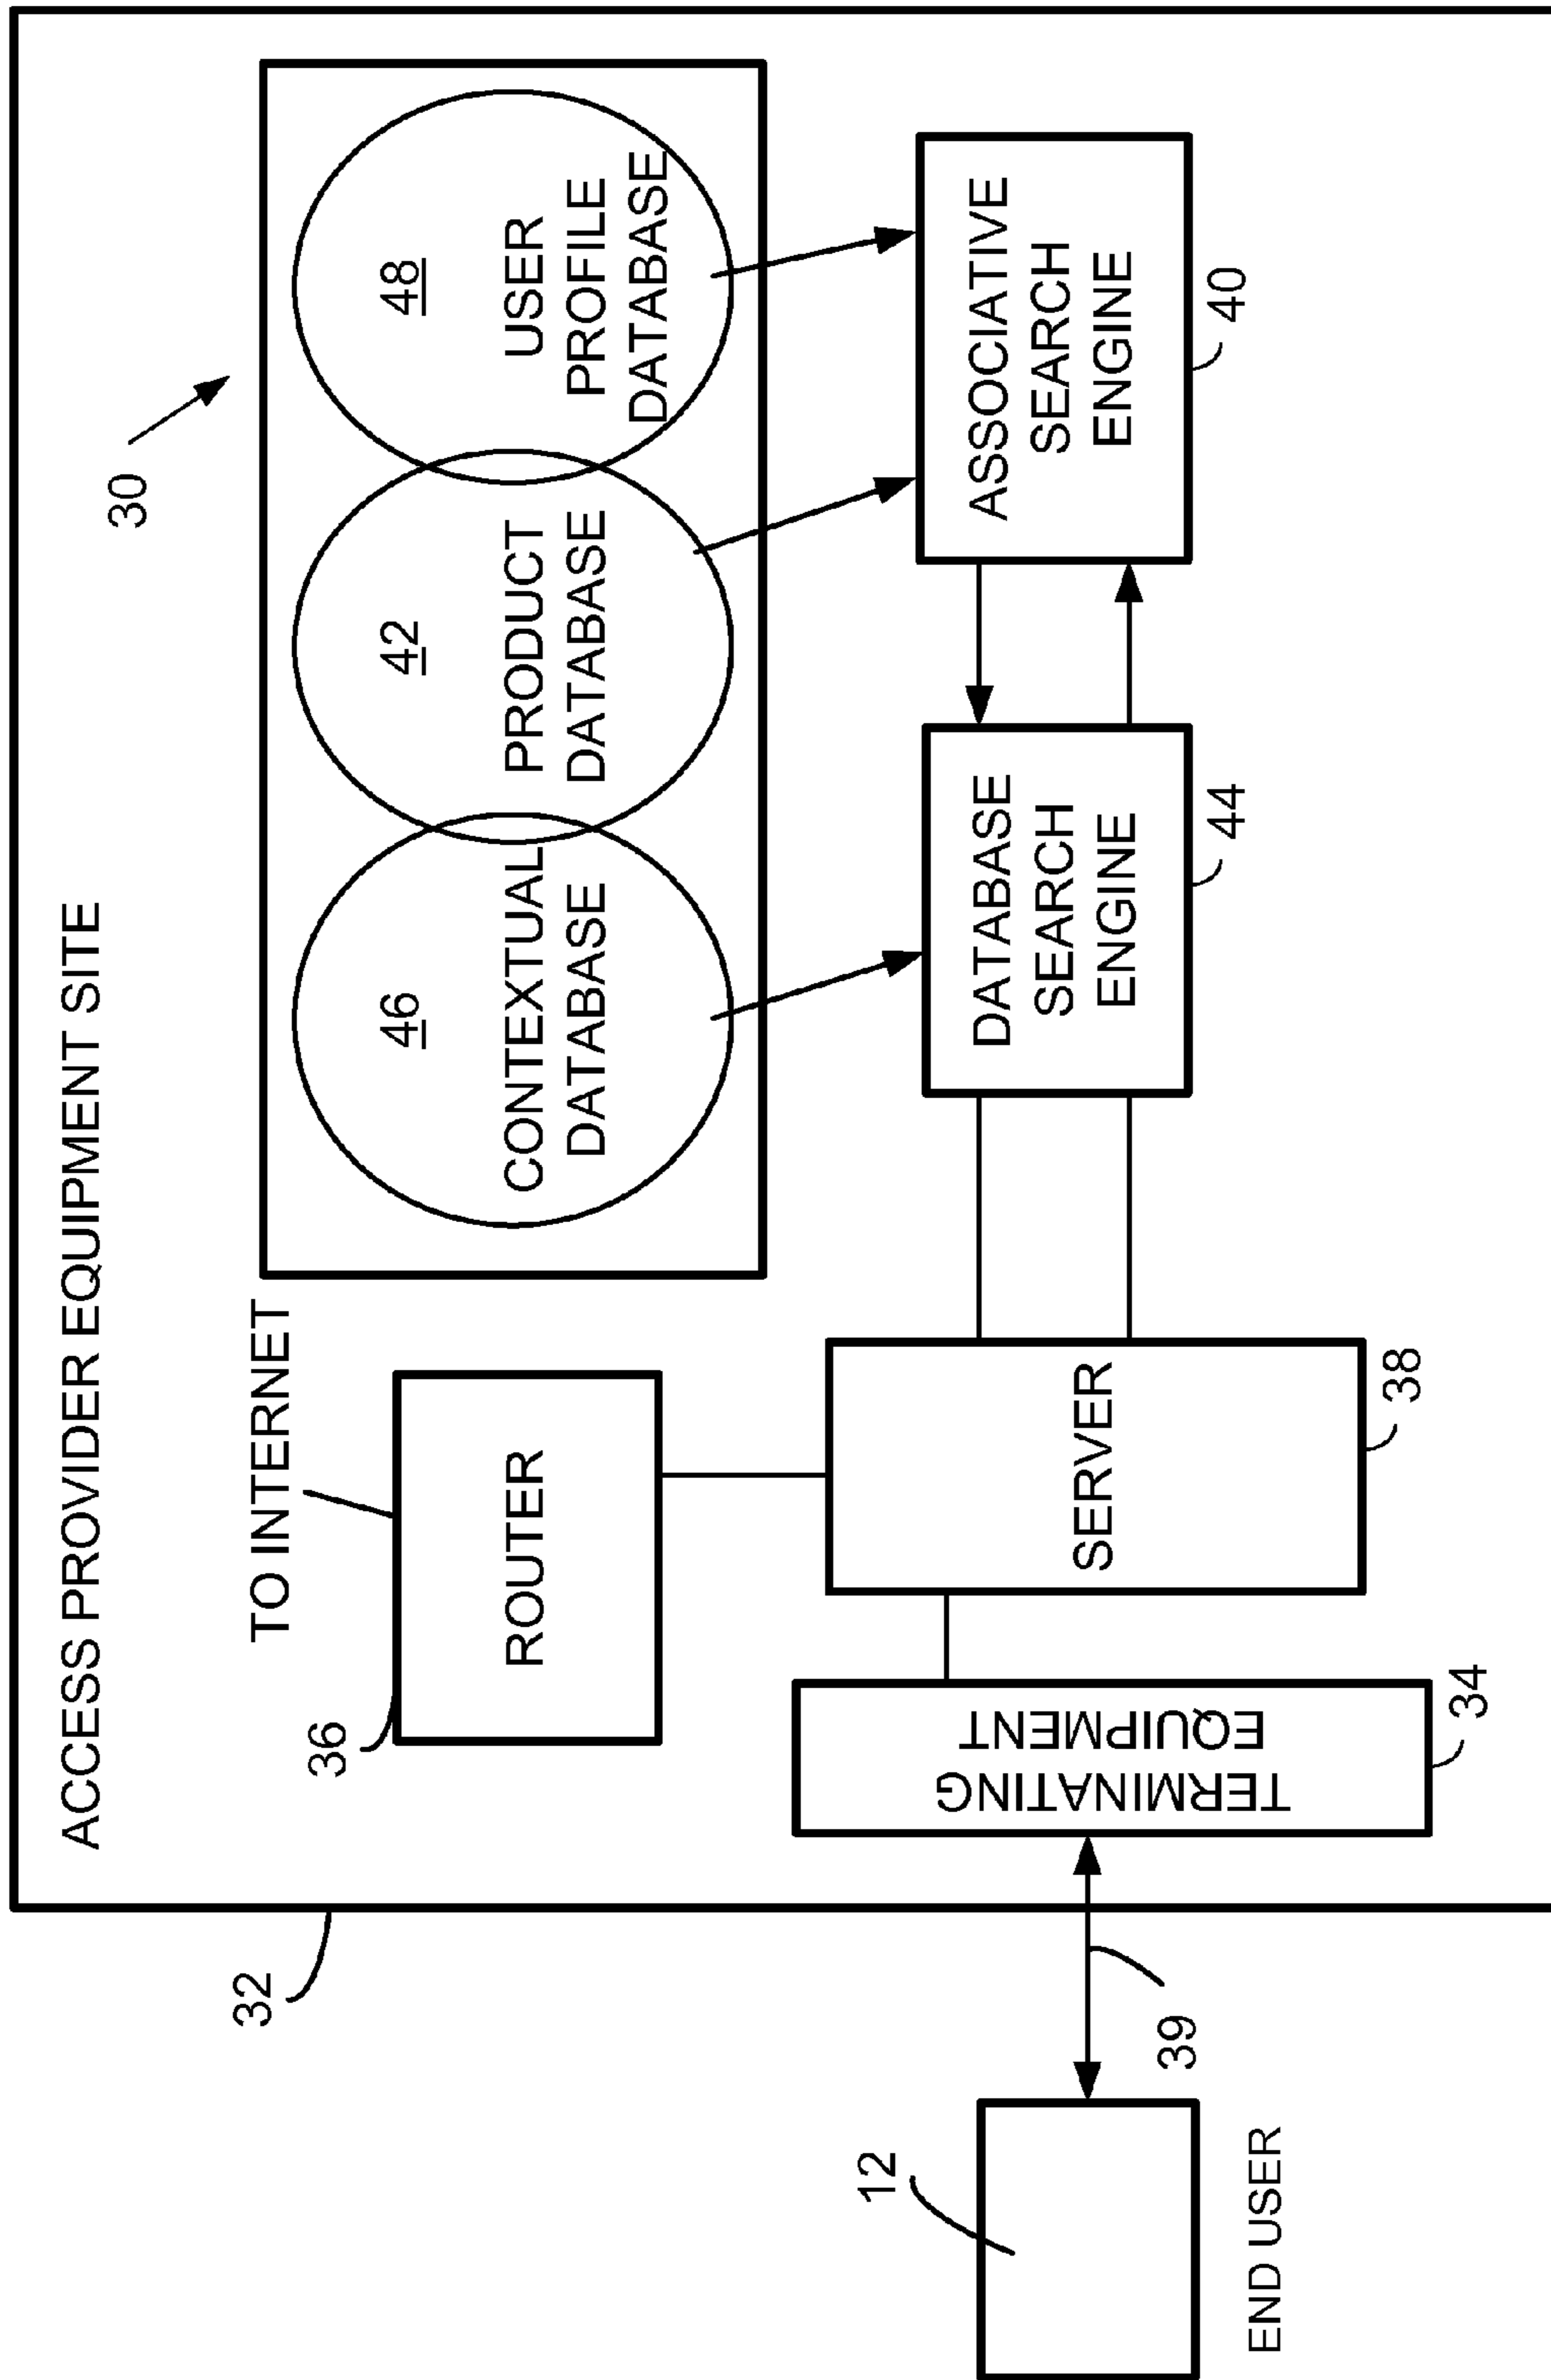 ACCESS PROVIDER EQUIPMENT SITE
30
32
TO INTERNET
36
ROUTER
46
CONTEXTUAL
DATABASE
42
PRODUCT
DATABASE
48
USER
PROFILE
DATABASE
12
END USER
39
TERMINATING
EQUIPMENT
34
SERVER
38
DATABASE
SEARCH
ENGINE
44
ASSOCIATIVE
SEARCH
ENGINE
40